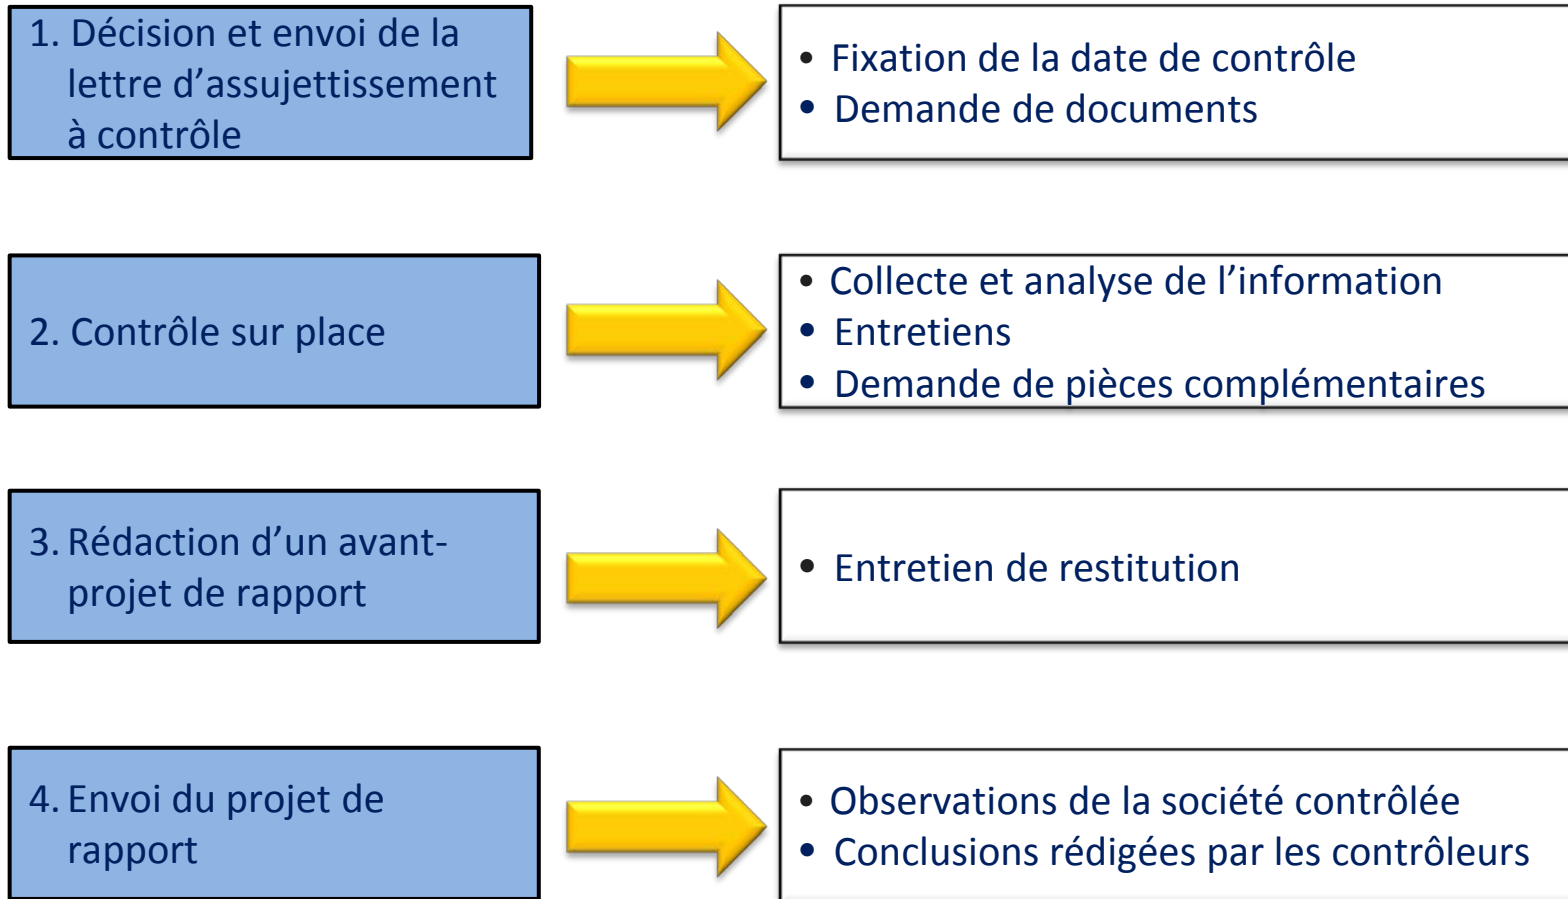 1. Décision et envoi de la
lettre d’assujettissement
à contrôle
• Fixation de la date de contrôle
• Demande de documents
2. Contrôle sur place
• Collecte et analyse de l’information
• Entretiens
• Demande de pièces complémentaires
3. Rédaction d’un avant-
projet de rapport
• Entretien de restitution
4. Envoi du projet de
rapport
• Observations de la société contrôlée
• Conclusions rédigées par les contrôleurs